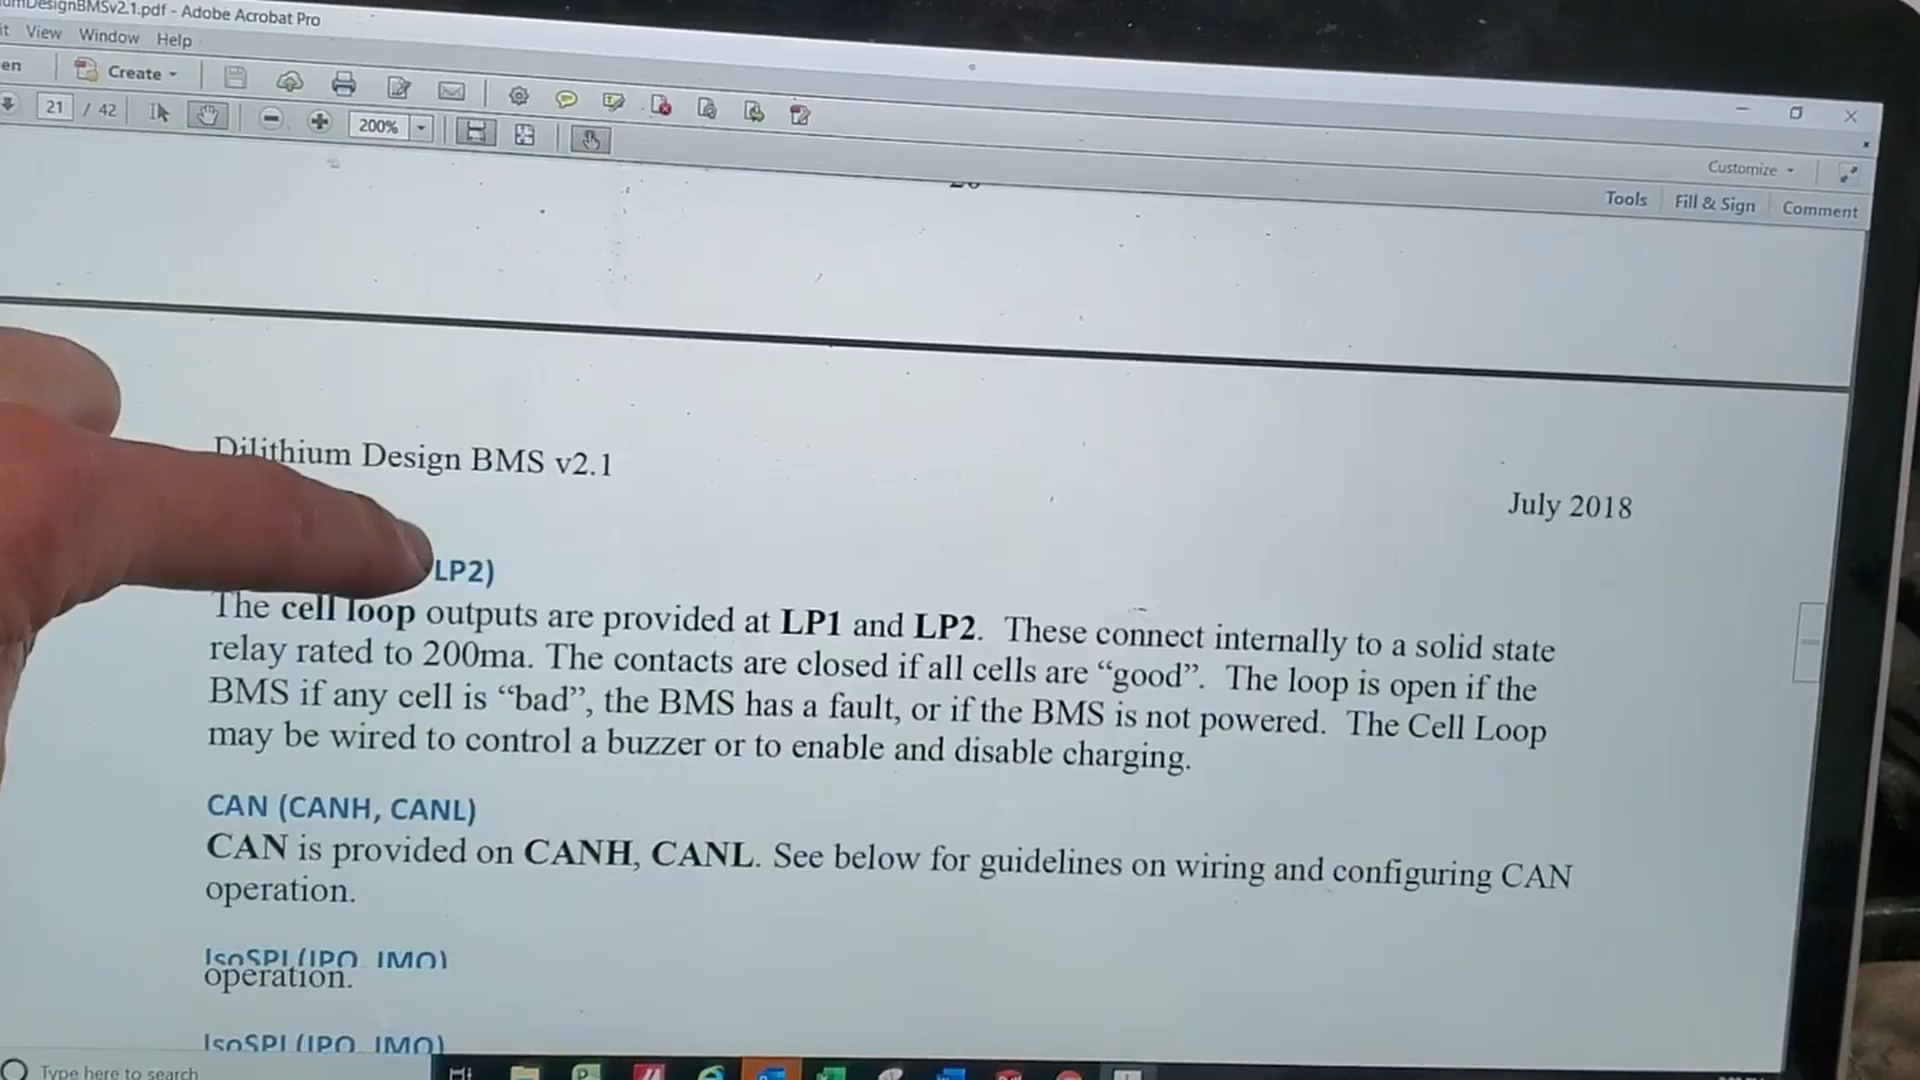 DesignBMSv2.1.pdf - Adobe Acrobat Pro
View Window Help
Create
21 / 42 200%
Customize
Tools Fill & Sign Comment
Dilithium Design BMS v2.1
July 2018
LP2)
The cell loop outputs are provided at LP1 and LP2. These connect internally to a solid state
relay rated to 200ma. The contacts are closed if all cells are “good”. The loop is open if the
BMS if any cell is “bad”, the BMS has a fault, or if the BMS is not powered. The Cell Loop
may be wired to control a buzzer or to enable and disable charging.
CAN (CANH, CANL)
CAN is provided on CANH, CANL. See below for guidelines on wiring and configuring CAN
operation.
IsoSPI (IPO, IMO)
operation.
IsoSPI (IPO, IMO)
Type here to search